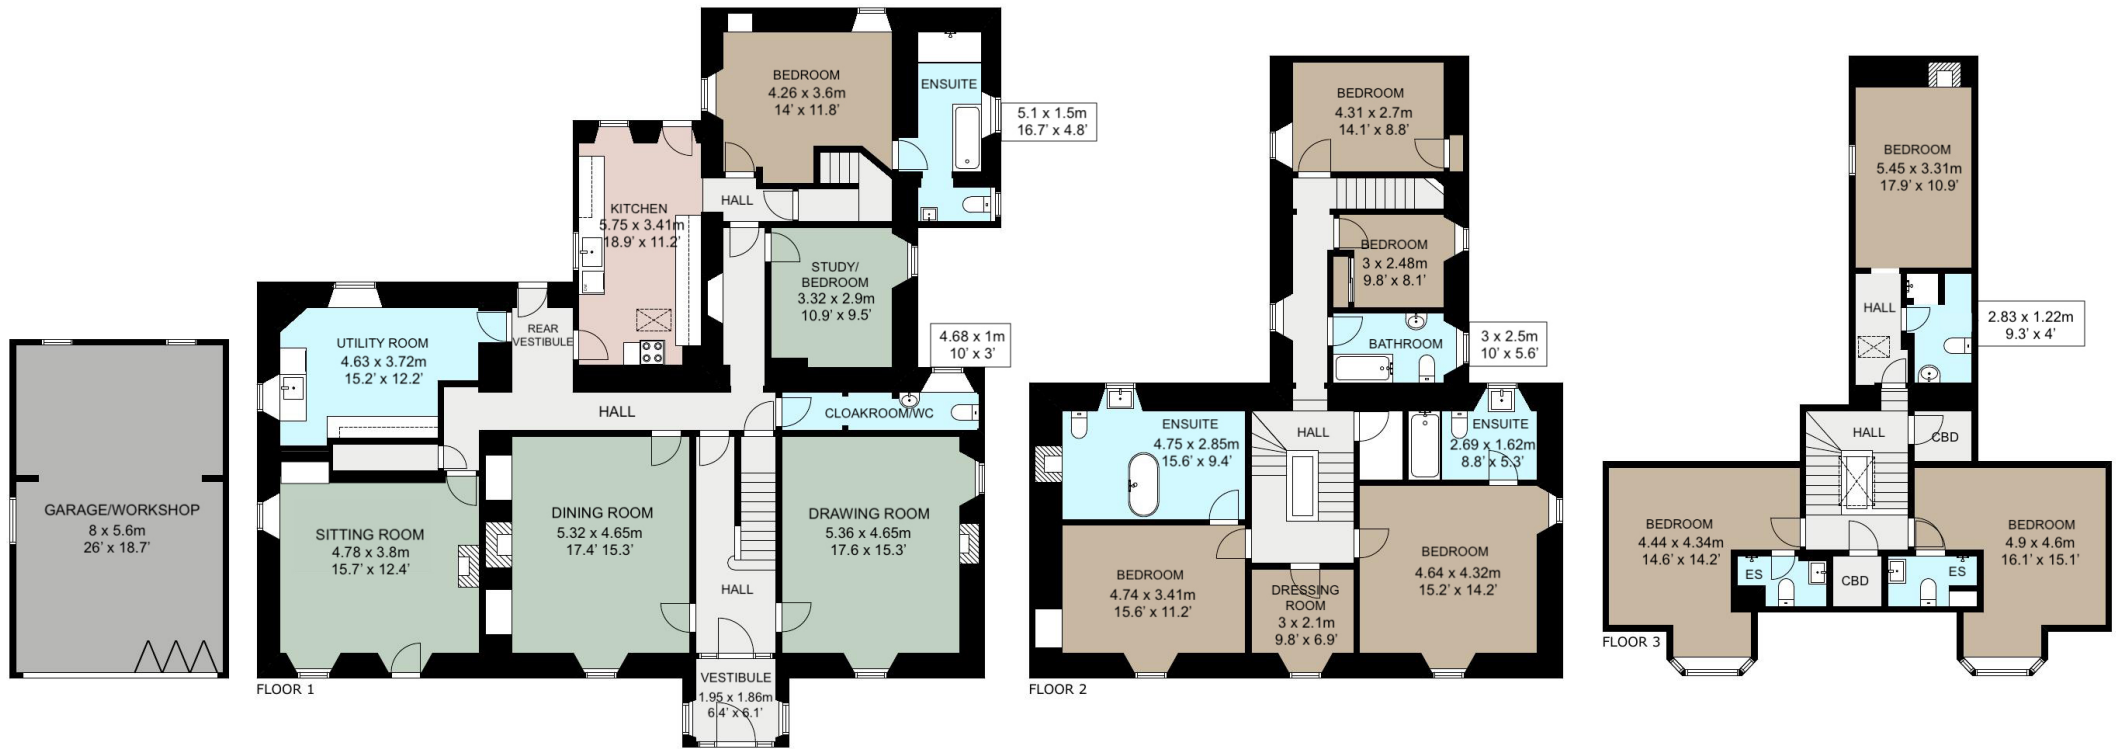 GARAGE/WORKSHOP
8 x 5.6m
26' x 18.7'
BEDROOM
4.26 x 3.6m
14' x 11.8'
ENSUITE
5.1 x 1.5m
16.7' x 4.8'
KITCHEN
5.75 x 3.41m
18.9' x 11.2'
HALL
STUDY/
BEDROOM
3.32 x 2.9m
10.9' x 9.5'
REAR
VESTIBULE
UTILITY ROOM
4.63 x 3.72m
15.2' x 12.2'
4.68 x 1m
10' x 3'
HALL
CLOAKROOM/WC
SITTING ROOM
4.78 x 3.8m
15.7' x 12.4'
DINING ROOM
5.32 x 4.65m
17.4' 15.3'
DRAWING ROOM
5.36 x 4.65m
17.6 x 15.3'
HALL
VESTIBULE
1.95 x 1.86m
6.4' x 6.1'
FLOOR 1
BEDROOM
4.31 x 2.7m
14.1' x 8.8'
BEDROOM
3 x 2.48m
9.8' x 8.1'
BATHROOM
3 x 2.5m
10' x 5.6'
ENSUITE
4.75 x 2.85m
15.6' x 9.4'
HALL
ENSUITE
2.69 x 1.62m
8.8' x 5.3'
BEDROOM
4.74 x 3.41m
15.6' x 11.2'
DRESSING
ROOM
3 x 2.1m
9.8' x 6.9'
BEDROOM
4.64 x 4.32m
15.2' x 14.2'
FLOOR 2
BEDROOM
5.45 x 3.31m
17.9' x 10.9'
HALL
2.83 x 1.22m
9.3' x 4'
HALL
CBD
BEDROOM
4.44 x 4.34m
14.6' x 14.2'
BEDROOM
4.9 x 4.6m
16.1' x 15.1'
ES
CBD
ES
FLOOR 3